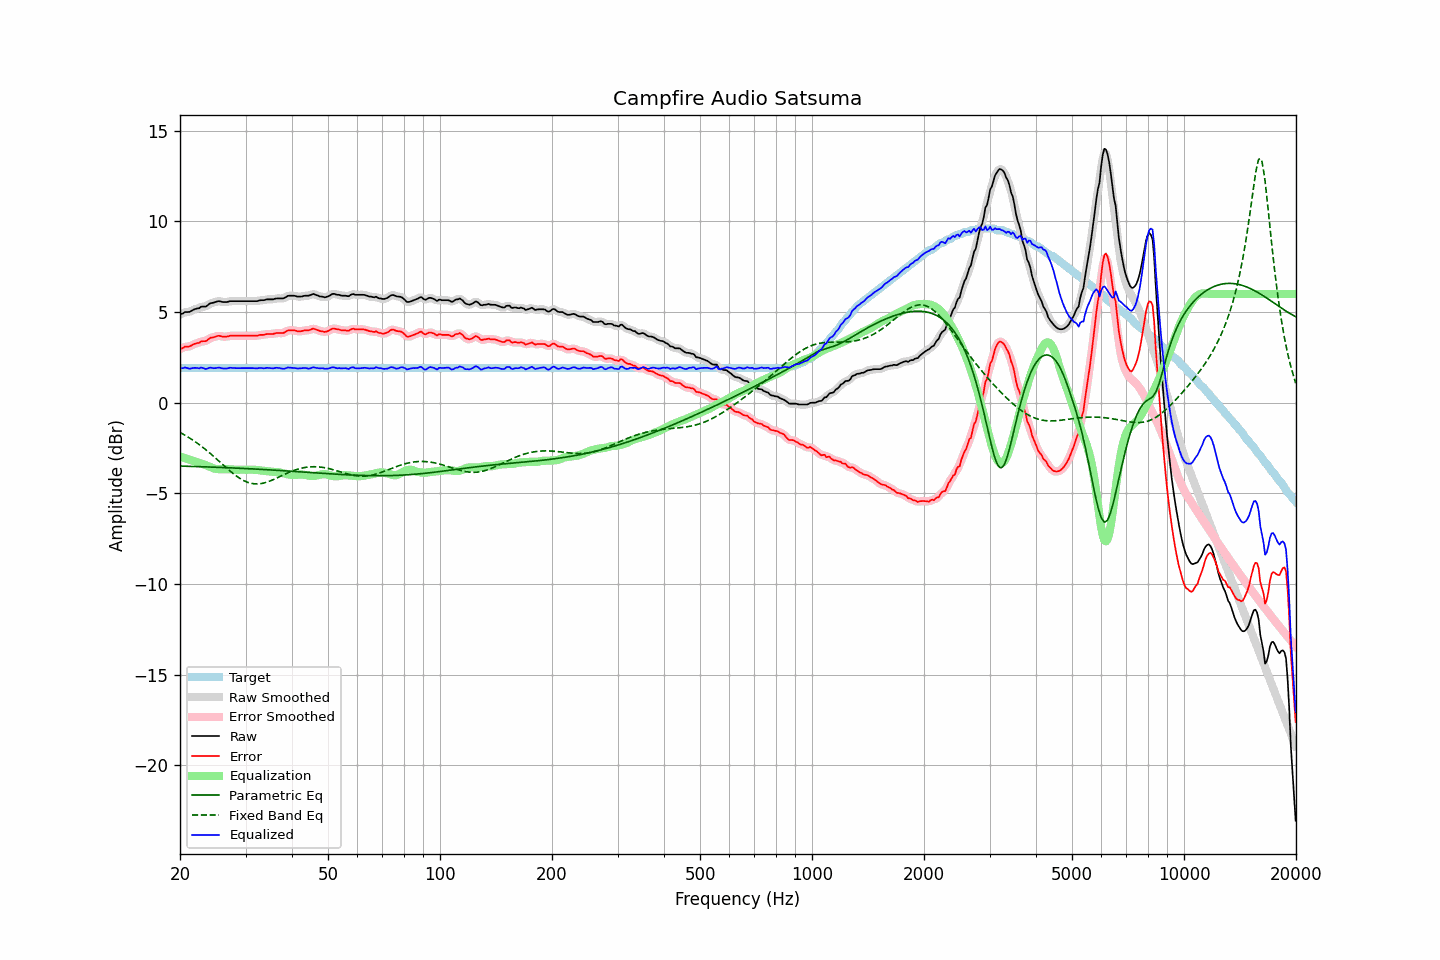 Campfire Audio Satsuma
15
10
5
0
−5
−10
−15
−20
Amplitude (dBr)
Target
Raw Smoothed
Error Smoothed
Raw
Error
Equalization
Parametric Eq
Fixed Band Eq
Equalized
20 50 100 200 500 1000 2000 5000 10000 20000
Frequency (Hz)